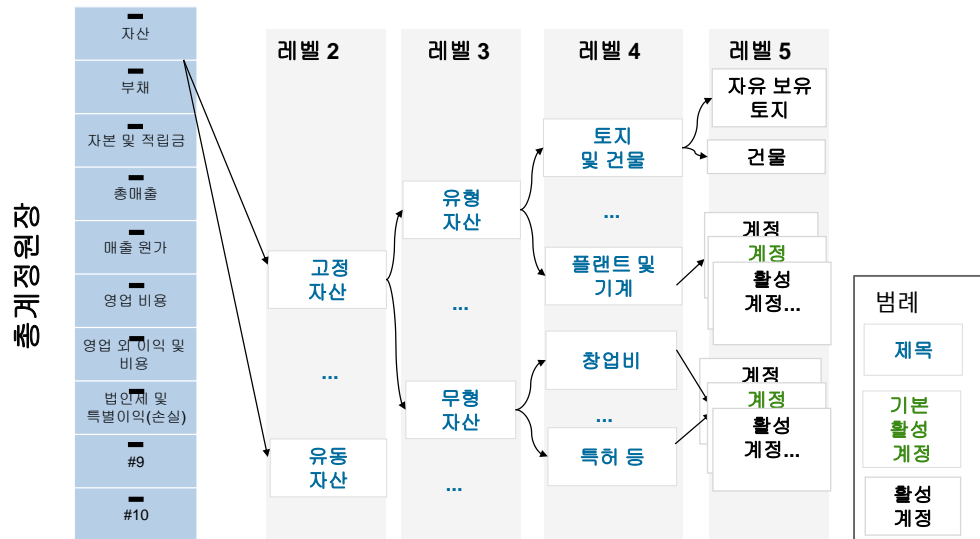 총계정원장
자산
부채
자본 및 적립금
총매출
매출 원가
영업 비용
영업 외 이익 및
비용
법인세 및
특별이익(손실)
#9
#10
레벨 2
고정
자산
...
유동
자산
레벨 3
유형
자산
...
무형
자산
...
레벨 4
토지
및 건물
...
플랜트 및
기계
창업비
...
특허 등
레벨 5
자유 보유
토지
건물
계정
계정
활성
계정...
계정
계정
활성
계정...
범례
제목
기본
활성
계정
활성
계정